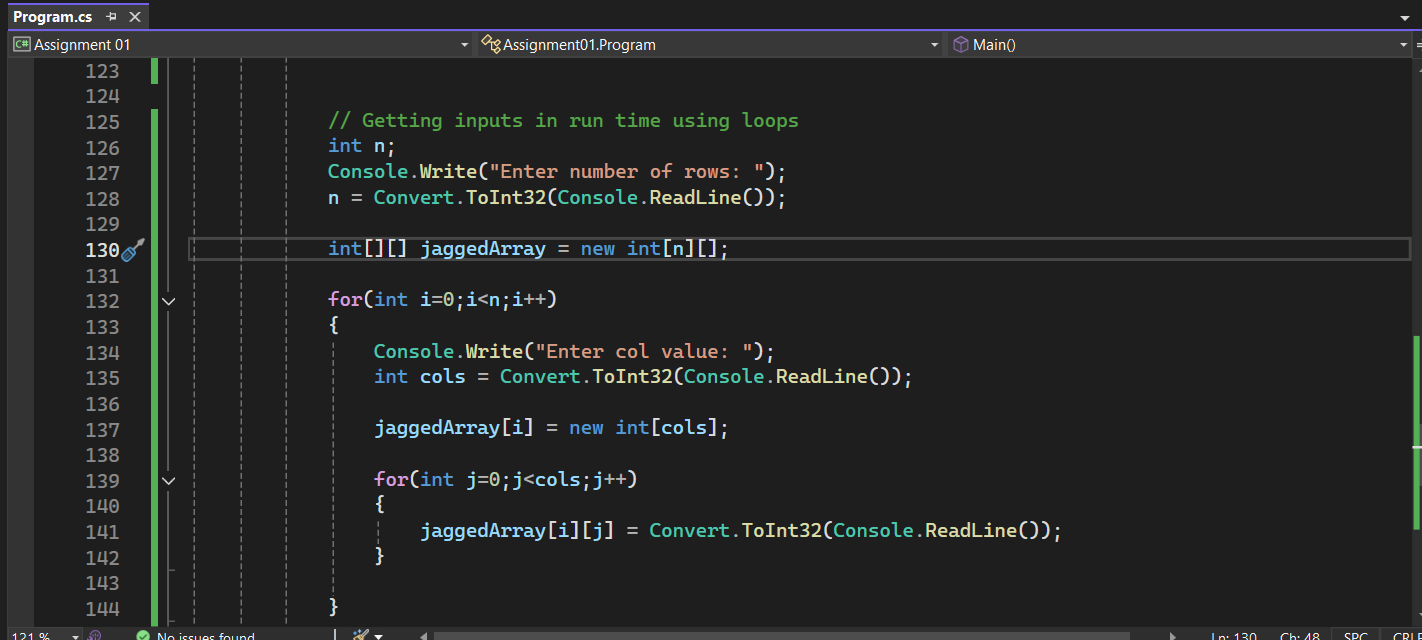 Program.cs
C# Assignment 01 Assignment01.Program Main()
123
124
125 // Getting inputs in run time using loops
126 int n;
127 Console.Write("Enter number of rows: ");
128 n = Convert.ToInt32(Console.ReadLine());
129
130 int[][] jaggedArray = new int[n][];
131
132 for(int i=0;i<n;i++)
133 {
134 Console.Write("Enter col value: ");
135 int cols = Convert.ToInt32(Console.ReadLine());
136
137 jaggedArray[i] = new int[cols];
138
139 for(int j=0;j<cols;j++)
140 {
141 jaggedArray[i][j] = Convert.ToInt32(Console.ReadLine());
142 }
143
144 }
121 % No issues found Ln: 130 Ch: 48 SPC CRLF